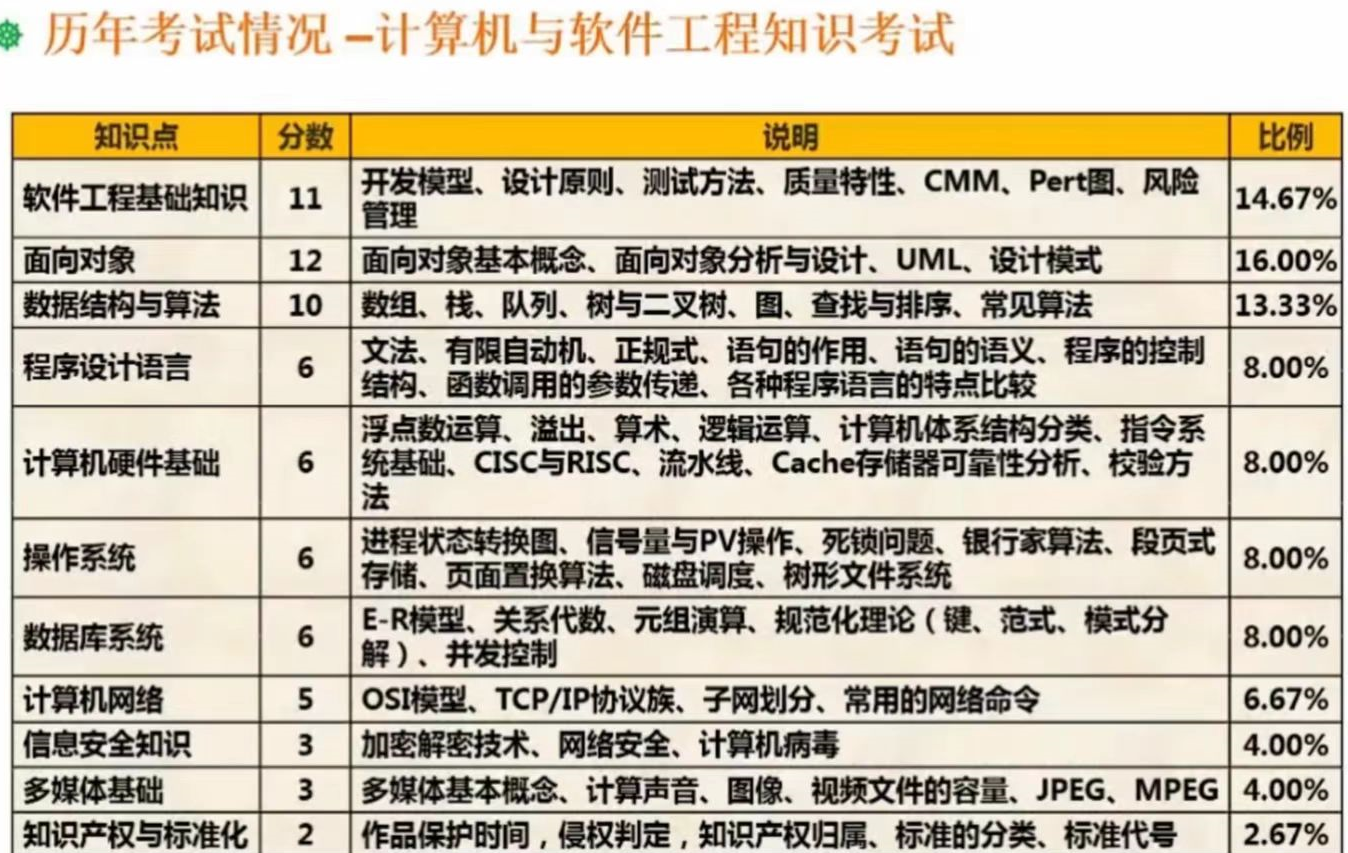 历年考试情况 –计算机与软件工程知识考试
知识点 分数 说明 比例
软件工程基础知识 11 开发模型、设计原则、测试方法、质量特性、CMM、Pert图、风险
管理 14.67%
面向对象 12 面向对象基本概念、面向对象分析与设计、UML、设计模式 16.00%
数据结构与算法 10 数组、栈、队列、树与二叉树、图、查找与排序、常见算法 13.33%
程序设计语言 6 文法、有限自动机、正规式、语句的作用、语句的语义、程序的控制
结构、函数调用的参数传递、各种程序语言的特点比较 8.00%
计算机硬件基础 6 浮点数运算、溢出、算术、逻辑运算、计算机体系结构分类、指令系
统基础、CISC与RISC、流水线、Cache存储器可靠性分析、校验方
法 8.00%
操作系统 6 进程状态转换图、信号量与PV操作、死锁问题、银行家算法、段页式
存储、页面置换算法、磁盘调度、树形文件系统 8.00%
数据库系统 6 E-R模型、关系代数、元组演算、规范化理论（键、范式、模式分
解）、并发控制 8.00%
计算机网络 5 OSI模型、TCP/IP协议族、子网划分、常用的网络命令 6.67%
信息安全知识 3 加密解密技术、网络安全、计算机病毒 4.00%
多媒体基础 3 多媒体基本概念、计算声音、图像、视频文件的容量、JPEG、MPEG 4.00%
知识产权与标准化 2 作品保护时间，侵权判定，知识产权归属、标准的分类、标准代号 2.67%